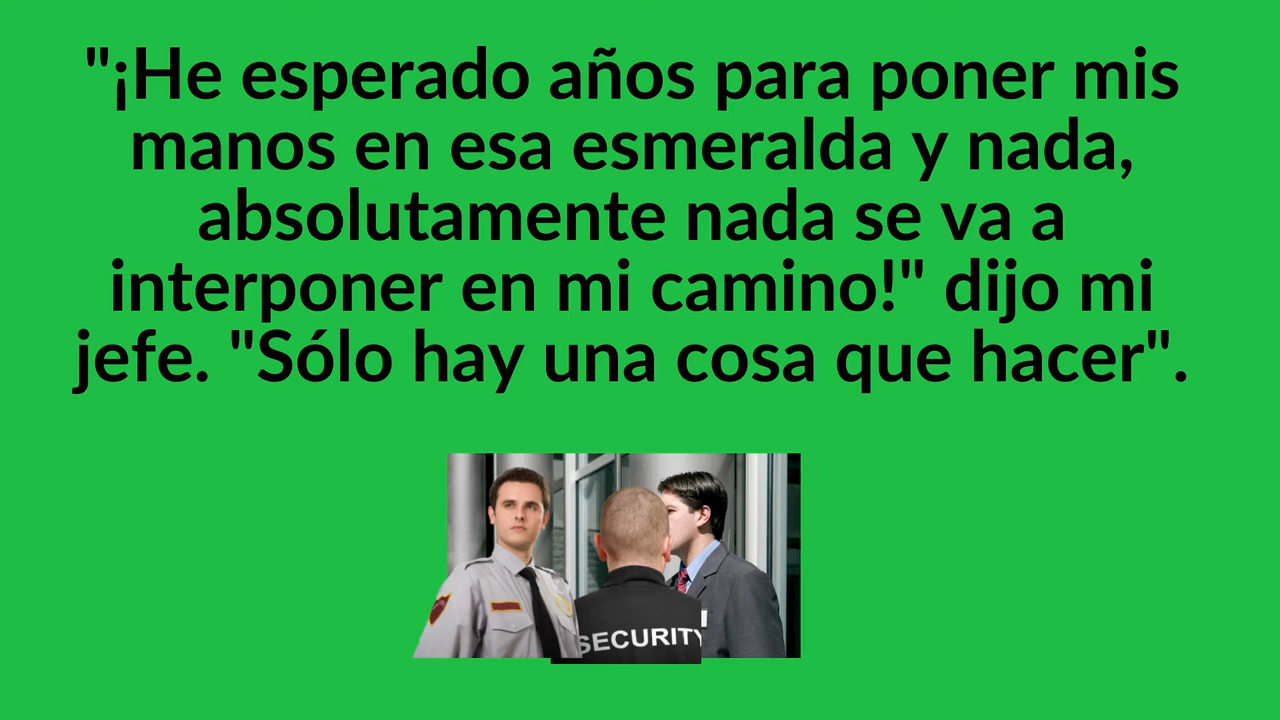 "¡He esperado años para poner mis
manos en esa esmeralda y nada,
absolutamente nada se va a
interponer en mi camino!" dijo mi
jefe. "Sólo hay una cosa que hacer".
SECURITY